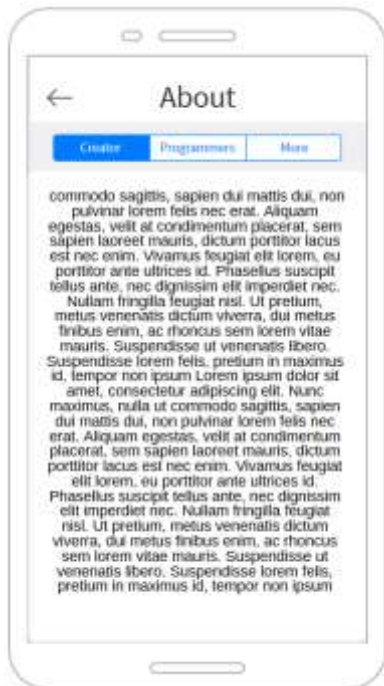 About
Creator Programmers More
commodo sagittis, sapien dui mattis dui, non
pulvinar lorem felis nec erat. Aliquam
egestas, velit at condimentum placerat, sem
sapien laoreet mauris, dictum porttitor lacus
est nec enim. Vivamus feugiat elit lorem, eu
porttitor ante ultrices id. Phasellus suscipit
tellus ante, nec dignissim elit imperdiet nec.
Nullam fringilla feugiat nisl. Ut pretium,
metus venenatis dictum viverra, dui metus
finibus enim, ac rhoncus sem lorem vitae
mauris. Suspendisse ut venenatis libero.
Suspendisse lorem felis, pretium in maximus
id, tempor non ipsum Lorem ipsum dolor sit
amet, consectetur adipiscing elit. Nunc
maximus, nulla ut commodo sagittis, sapien
dui mattis dui, non pulvinar lorem felis nec
erat. Aliquam egestas, velit at condimentum
placerat, sem sapien laoreet mauris, dictum
porttitor lacus est nec enim. Vivamus feugiat
elit lorem, eu porttitor ante ultrices id.
Phasellus suscipit tellus ante, nec dignissim
elit imperdiet nec. Nullam fringilla feugiat
nisl. Ut pretium, metus venenatis dictum
viverra, dui metus finibus enim, ac rhoncus
sem lorem vitae mauris. Suspendisse ut
venenatis libero. Suspendisse lorem felis,
pretium in maximus id, tempor non ipsum